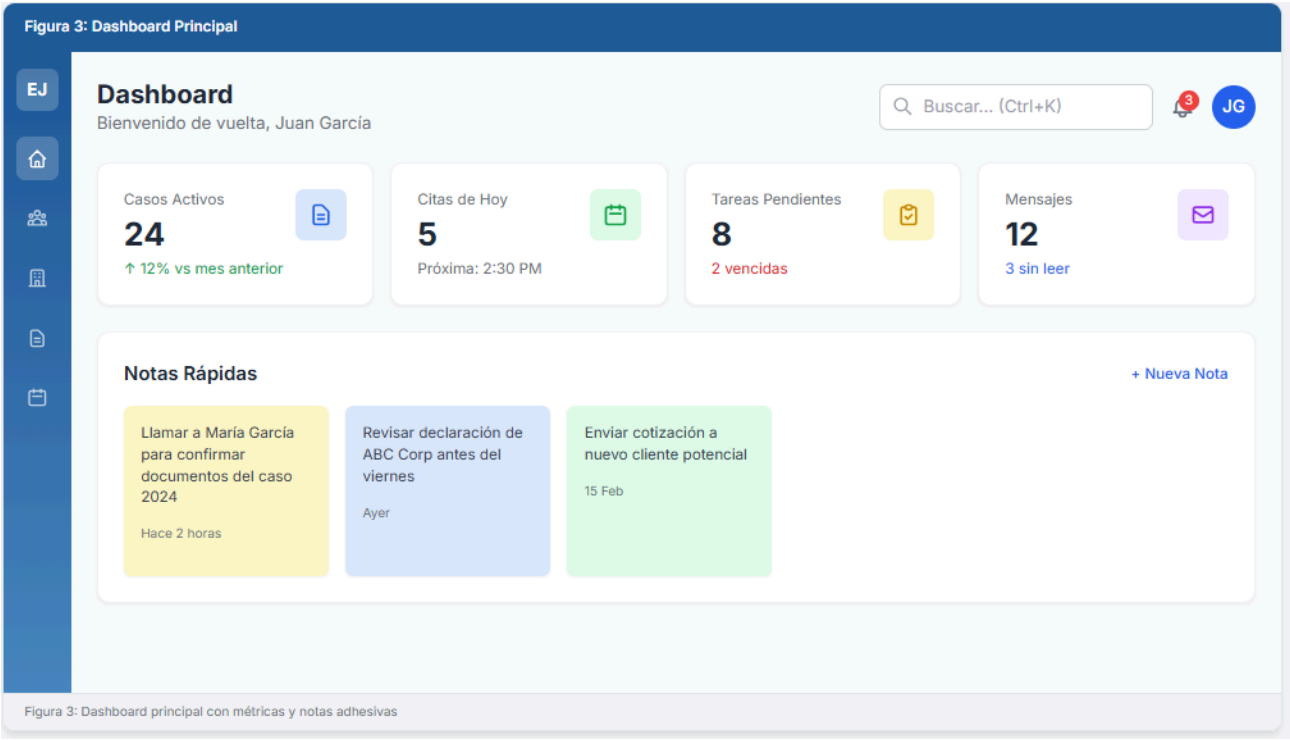 Figura 3: Dashboard Principal
EJ
Dashboard
Bienvenido de vuelta, Juan García
Buscar... (Ctrl+K)
3
JG
Casos Activos
24
↑ 12% vs mes anterior
Citas de Hoy
5
Próxima: 2:30 PM
Tareas Pendientes
8
2 vencidas
Mensajes
12
3 sin leer
Notas Rápidas
+ Nueva Nota
Llamar a María García
para confirmar
documentos del caso
2024
Hace 2 horas
Revisar declaración de
ABC Corp antes del
viernes
Ayer
Enviar cotización a
nuevo cliente potencial
15 Feb
Figura 3: Dashboard principal con métricas y notas adhesivas